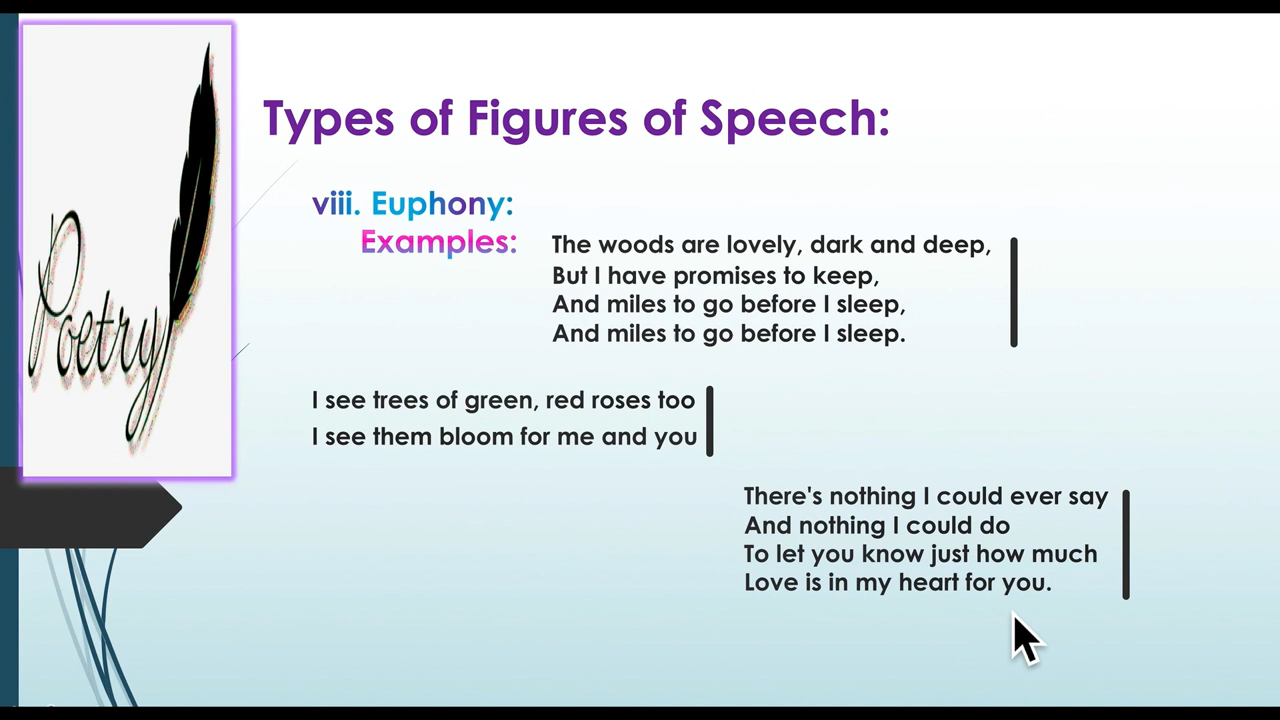 Poetry
Types of Figures of Speech:
viii. Euphony:
Examples:
The woods are lovely, dark and deep,
But I have promises to keep,
And miles to go before I sleep,
And miles to go before I sleep.
I see trees of green, red roses too
I see them bloom for me and you
There's nothing I could ever say
And nothing I could do
To let you know just how much
Love is in my heart for you.